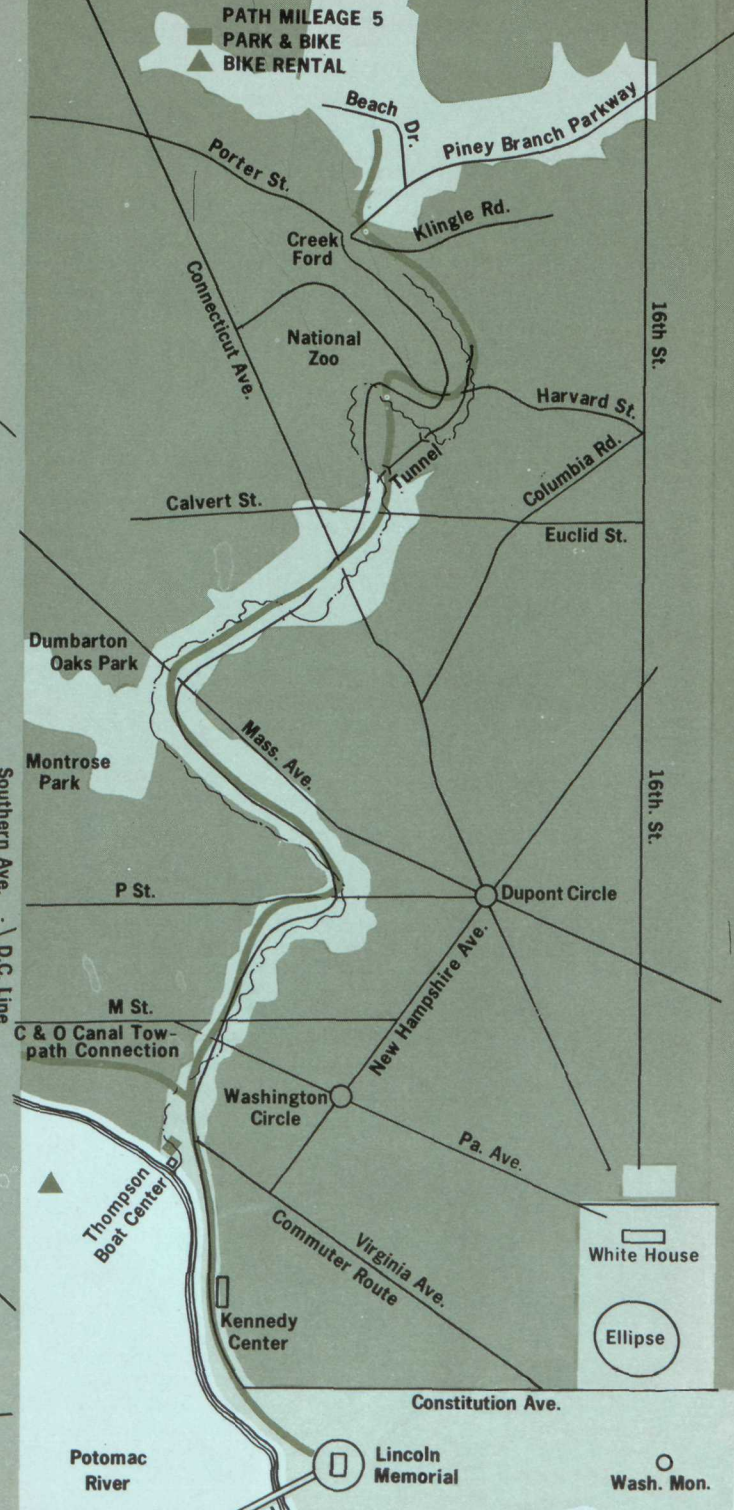 PATH MILEAGE 5
PARK & BIKE
BIKE RENTAL
Beach Dr.
Piney Branch Parkway
Porter St.
Klingle Rd.
Creek
Ford
Connecticut Ave.
National
Zoo
16th St.
Harvard St.
Columbia Rd.
Tunnel
Calvert St.
Euclid St.
Dumbarton
Oaks Park
Mass. Ave.
Montrose
Park
16th. St.
Southern Ave.
D.C. Line
P St.
Dupont Circle
New Hampshire Ave.
M St.
C & O Canal Tow-
path Connection
Washington
Circle
Pa. Ave.
Thompson
Boat Center
Virginia Ave.
Commuter Route
White House
Kennedy
Center
Ellipse
Constitution Ave.
Potomac
River
Lincoln
Memorial
Wash. Mon.